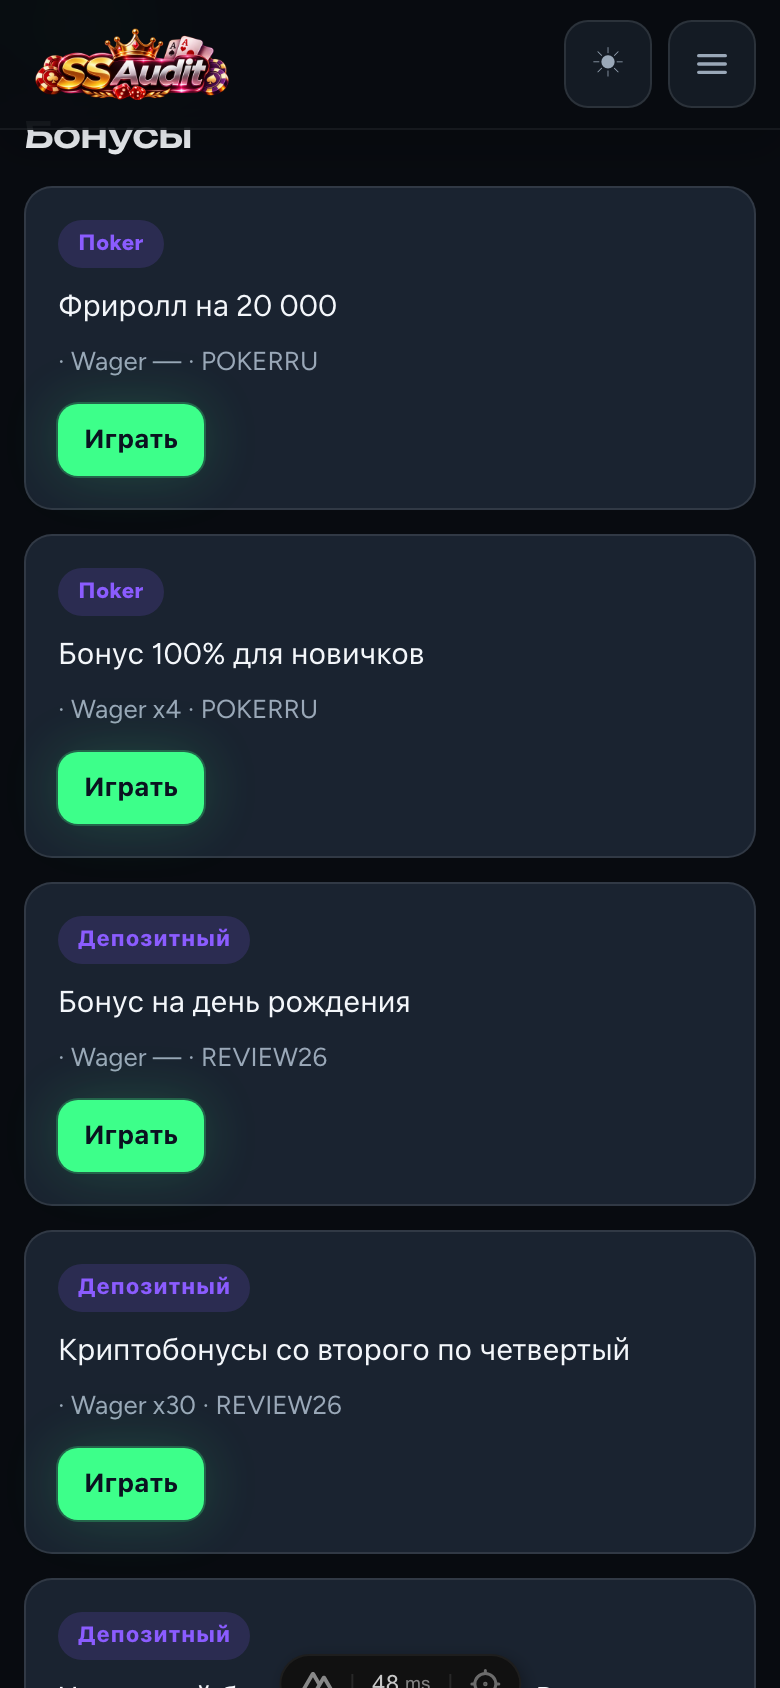 SSAudit
Бонусы
Поker
Фриролл на 20 000
· Wager — · POKERRU
Играть
Поker
Бонус 100% для новичков
· Wager x4 · POKERRU
Играть
Депозитный
Бонус на день рождения
· Wager — · REVIEW26
Играть
Депозитный
Криптобонусы со второго по четвертый
· Wager x30 · REVIEW26
Играть
Депозитный
48 ms